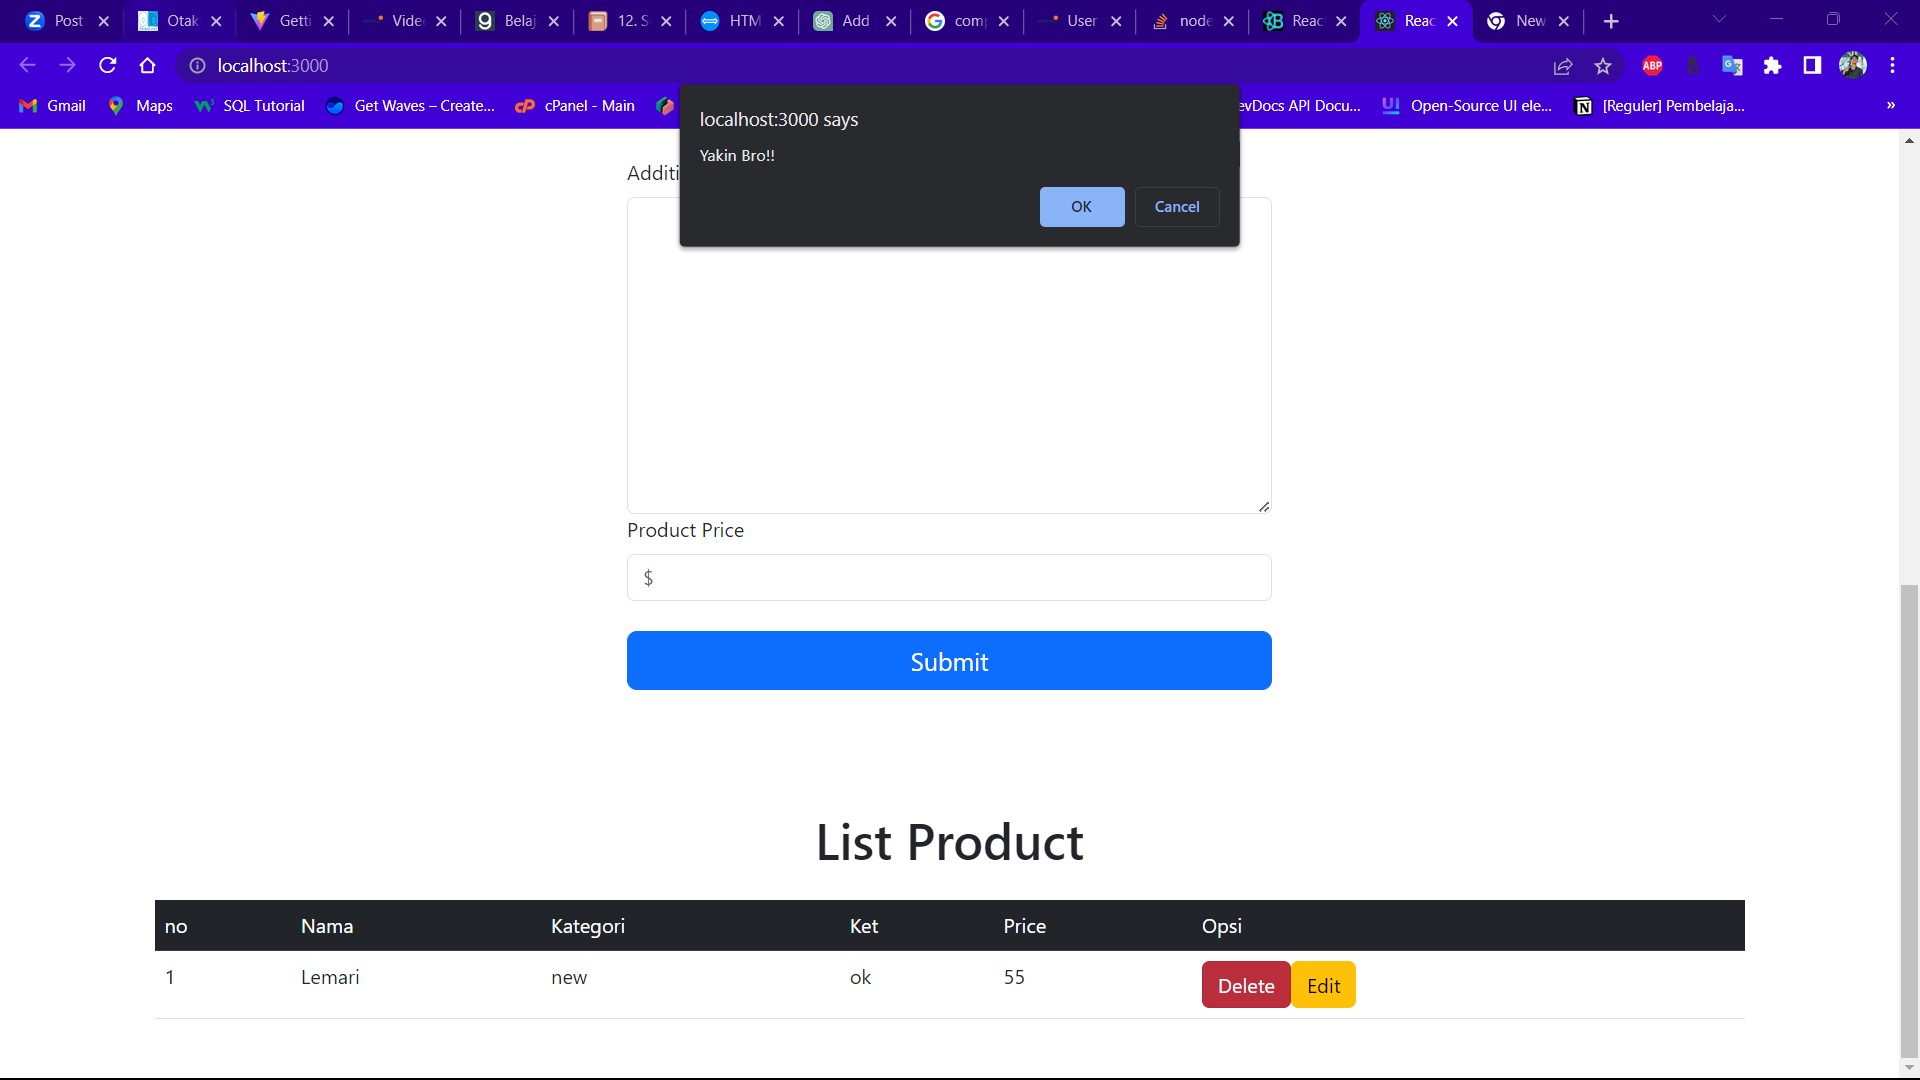 Post
Otak
Getti
Vide
Belaj
12. S
HTM
Add
com
User
node
Reac
Reac
New
localhost:3000
ABP
Gmail
Maps
SQL Tutorial
Get Waves – Create...
cPanel - Main
evDocs API Docu...
Open-Source UI ele...
[Reguler] Pembelaja...
»
localhost:3000 says
Yakin Bro!!
OK Cancel
Additi
Product Price
$
Submit
List Product
no Nama Kategori Ket Price Opsi
1 Lemari new ok 55 Delete Edit